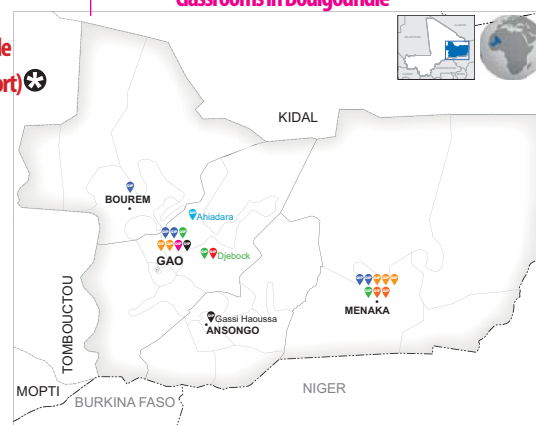 classrooms in Boulgoundie
le
ort)
KIDAL
BOUREM
Ahiadara
GAO
Djebock
TOMBOUCTOU
MENAKA
Gassi Haoussa
ANSONGO
MOPTI
BURKINA FASO
NIGER